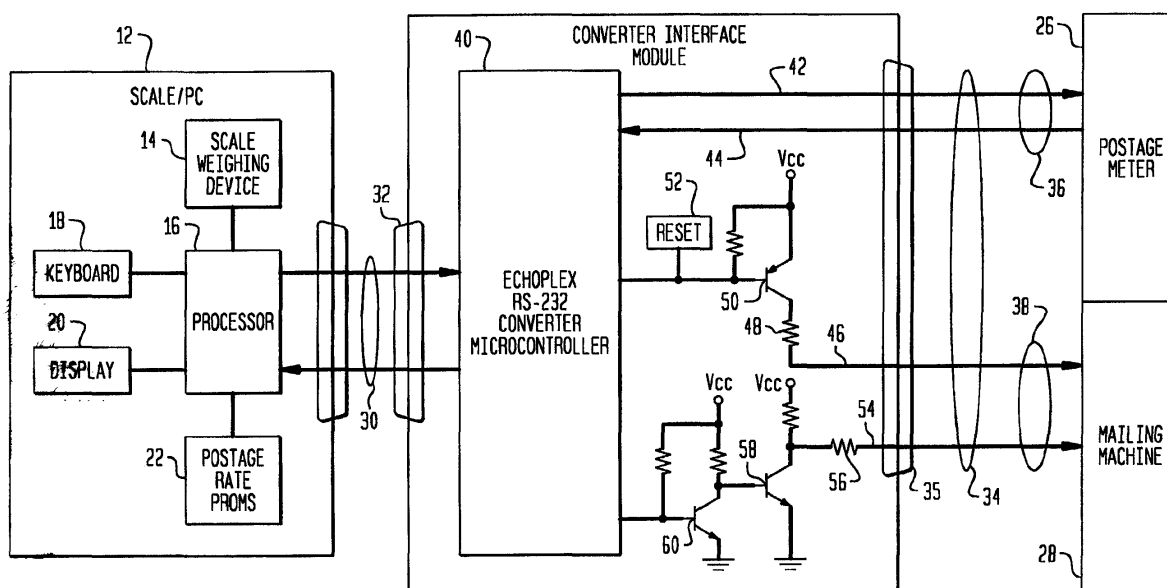 12
SCALE/PC
14
SCALE
WEIGHING
DEVICE
18
KEYBOARD
16
PROCESSOR
20
DISPLAY
22
POSTAGE
RATE
PROMS
30
32
CONVERTER INTERFACE
MODULE
40
ECHOPLEX
RS-232
CONVERTER
MICROCONTROLLER
42
44
Vcc
52
RESET
50
48
46
Vcc
Vcc
58
54
56
60
35
34
36
38
26
POSTAGE
METER
MAILING
MACHINE
28